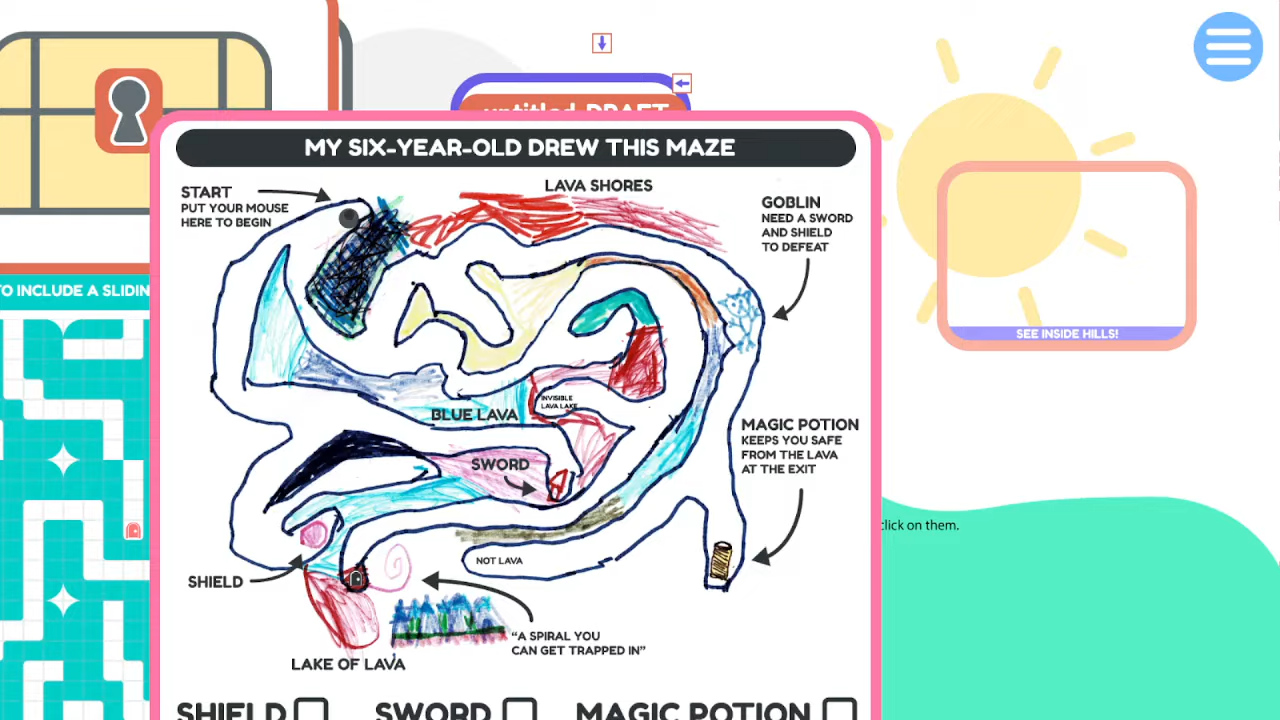 untitled DRAFT
MY SIX-YEAR-OLD DREW THIS MAZE
START
PUT YOUR MOUSE
HERE TO BEGIN
LAVA SHORES
GOBLIN
NEED A SWORD
AND SHIELD
TO DEFEAT
TO INCLUDE A SLIDIN
SEE INSIDE HILLS!
INVISIBLE
LAVA LAKE
BLUE LAVA
MAGIC POTION
KEEPS YOU SAFE
FROM THE LAVA
AT THE EXIT
SWORD
click on them.
NOT LAVA
SHIELD
"A SPIRAL YOU
CAN GET TRAPPED IN"
LAKE OF LAVA
SHIELD
SWORD
MAGIC POTION